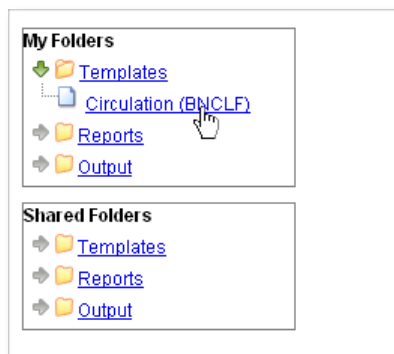 My Folders
Templates
Circulation (BNCLF)
Reports
Output
Shared Folders
Templates
Reports
Output